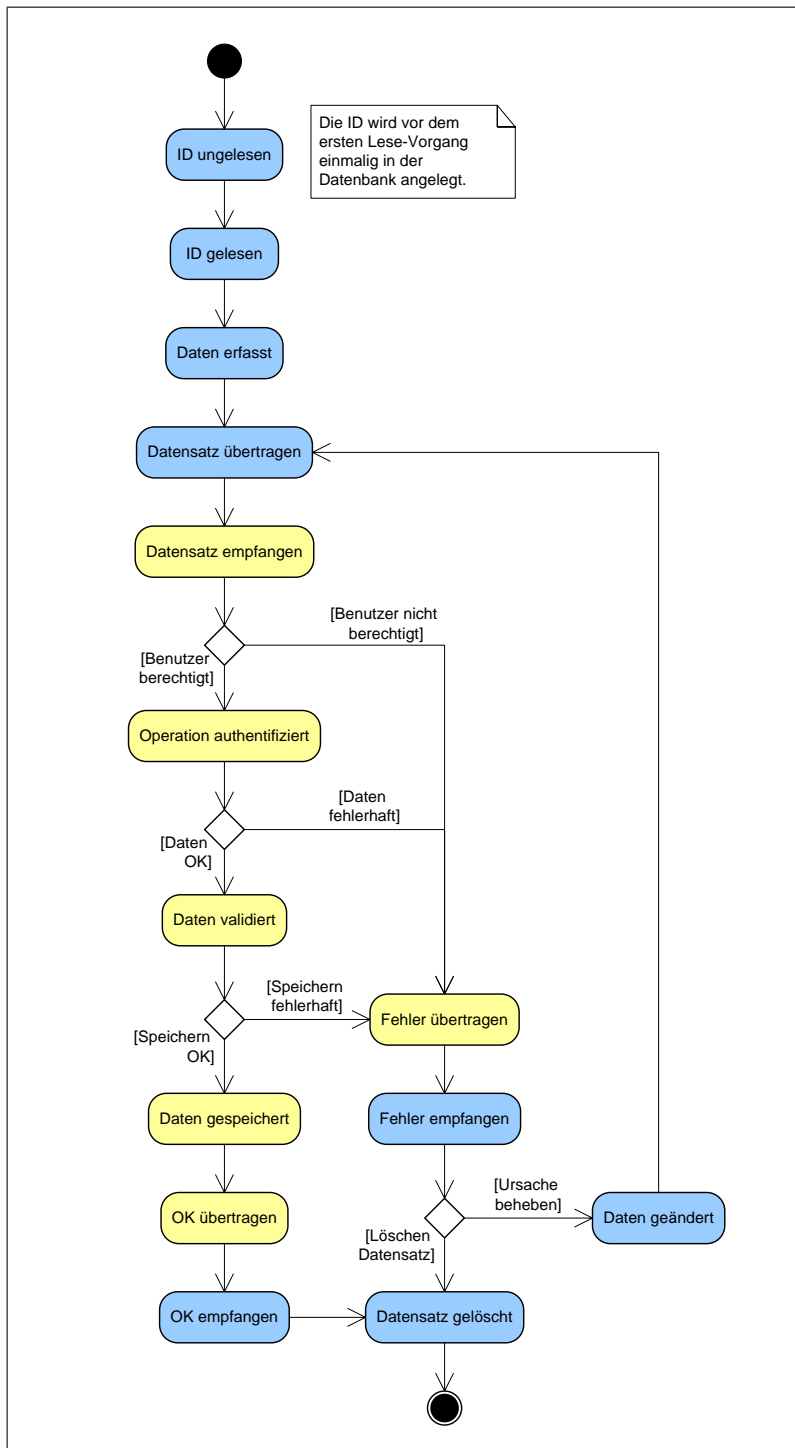 Die ID wird vor dem
ersten Lese-Vorgang
einmalig in der
Datenbank angelegt.
ID ungelesen
ID gelesen
Daten erfasst
Datensatz übertragen
Datensatz empfangen
[Benutzer nicht
berechtigt]
[Benutzer
berechtigt]
Operation authentifiziert
[Daten
fehlerhaft]
[Daten
OK]
Daten validiert
[Speichern
fehlerhaft]
Fehler übertragen
[Speichern
OK]
Daten gespeichert
Fehler empfangen
[Ursache
beheben]
OK übertragen
Daten geändert
[Löschen
Datensatz]
OK empfangen
Datensatz gelöscht